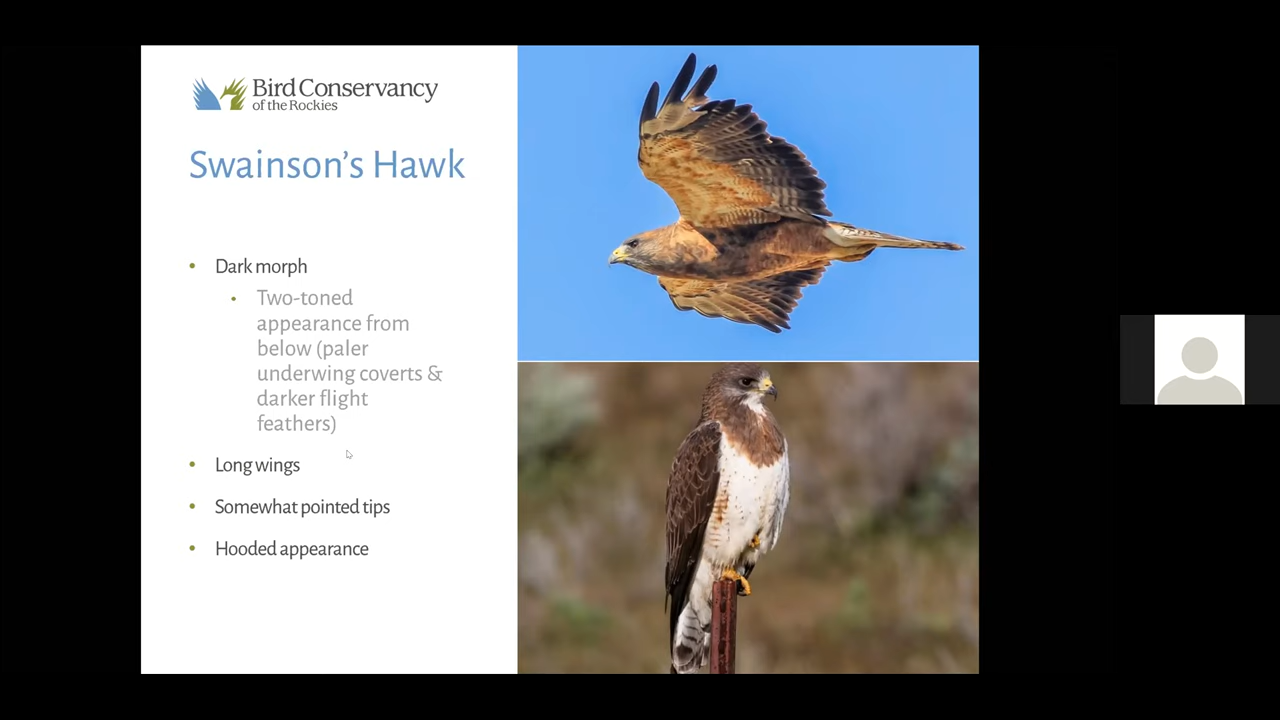 Bird Conservancy
of the Rockies
Swainson's Hawk
• Dark morph
• Two-toned
appearance from
below (paler
underwing coverts &
darker flight
feathers)
• Long wings
• Somewhat pointed tips
• Hooded appearance